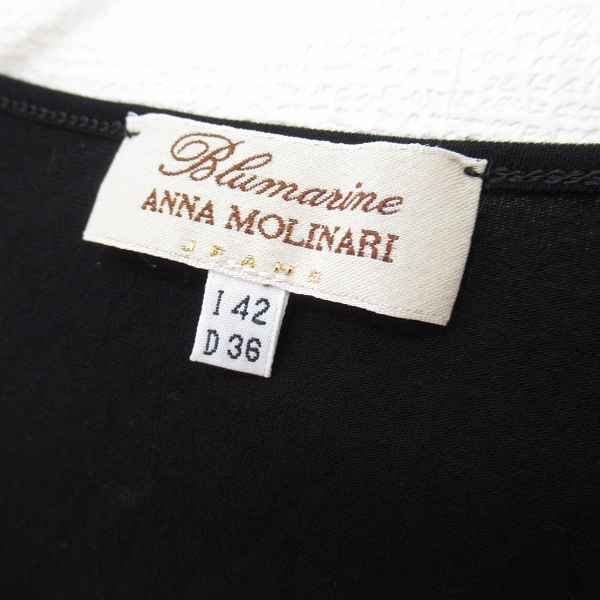 Blumarine
ANNA MOLINARI
JEANS
I 42
D 36